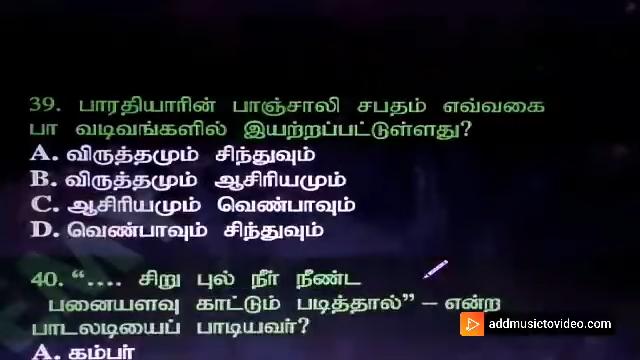 39. பாரதியாரின் பாஞ்சாலி சபதம் எவ்வகை
பா வடிவங்களில் இயற்றப்பட்டுள்ளது?
A. விருத்தமும் சிந்துவும்
B. விருத்தமும் ஆசிரியமும்
C. ஆசிரியமும் வெண்பாவும்
D. வெண்பாவும் சிந்துவும்
40. “.... சிறு புல் நீர் நீண்ட
பனையளவு காட்டும் படித்தால்” – என்ற
பாடலடியைப் பாடியவர்?
A. கம்பர்
addmusictovideo.com